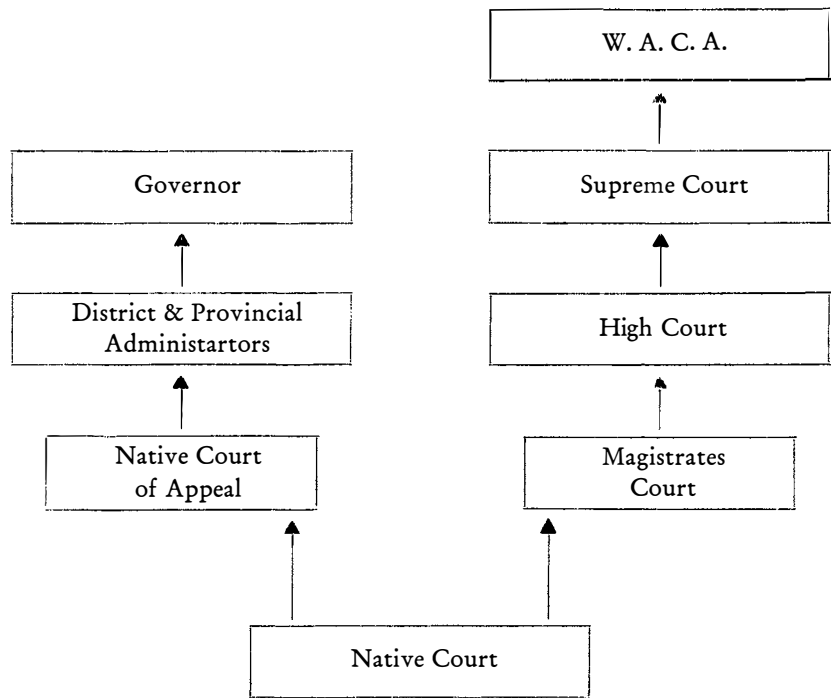 W. A. C. A.
Governor
Supreme Court
District & Provincial
Administartors
High Court
Native Court
of Appeal
Magistrates
Court
Native Court